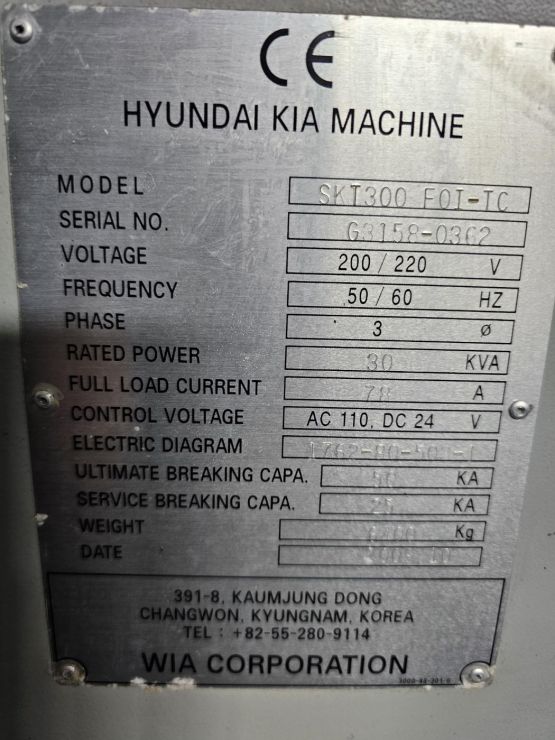 CE
HYUNDAI KIA MACHINE
MODEL SKT300 FOI-TC
SERIAL NO. G3158-0362
VOLTAGE 200 / 220 V
FREQUENCY 50 / 60 HZ
PHASE 3 ø
RATED POWER 30 KVA
FULL LOAD CURRENT 78 A
CONTROL VOLTAGE AC 110, DC 24 V
ELECTRIC DIAGRAM
ULTIMATE BREAKING CAPA. KA
SERVICE BREAKING CAPA. 25 KA
WEIGHT Kg
DATE
391-8, KAUMJUNG DONG
CHANGWON, KYUNGNAM, KOREA
TEL : +82-55-280-9114
WIA CORPORATION